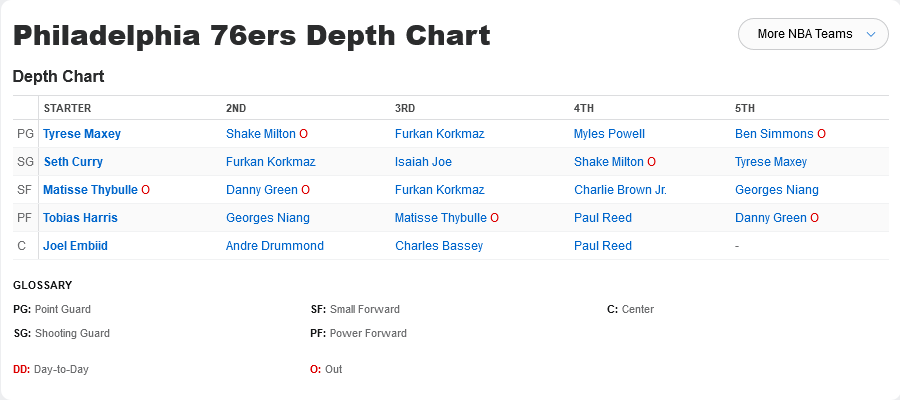 Philadelphia 76ers Depth Chart
More NBA Teams
Depth Chart
STARTER 2ND 3RD 4TH 5TH
PG Tyrese Maxey Shake Milton O Furkan Korkmaz Myles Powell Ben Simmons O
SG Seth Curry Furkan Korkmaz Isaiah Joe Shake Milton O Tyrese Maxey
SF Matisse Thybulle O Danny Green O Furkan Korkmaz Charlie Brown Jr. Georges Niang
PF Tobias Harris Georges Niang Matisse Thybulle O Paul Reed Danny Green O
C Joel Embiid Andre Drummond Charles Bassey Paul Reed -
GLOSSARY
PG: Point Guard SF: Small Forward C: Center
SG: Shooting Guard PF: Power Forward
DD: Day-to-Day O: Out